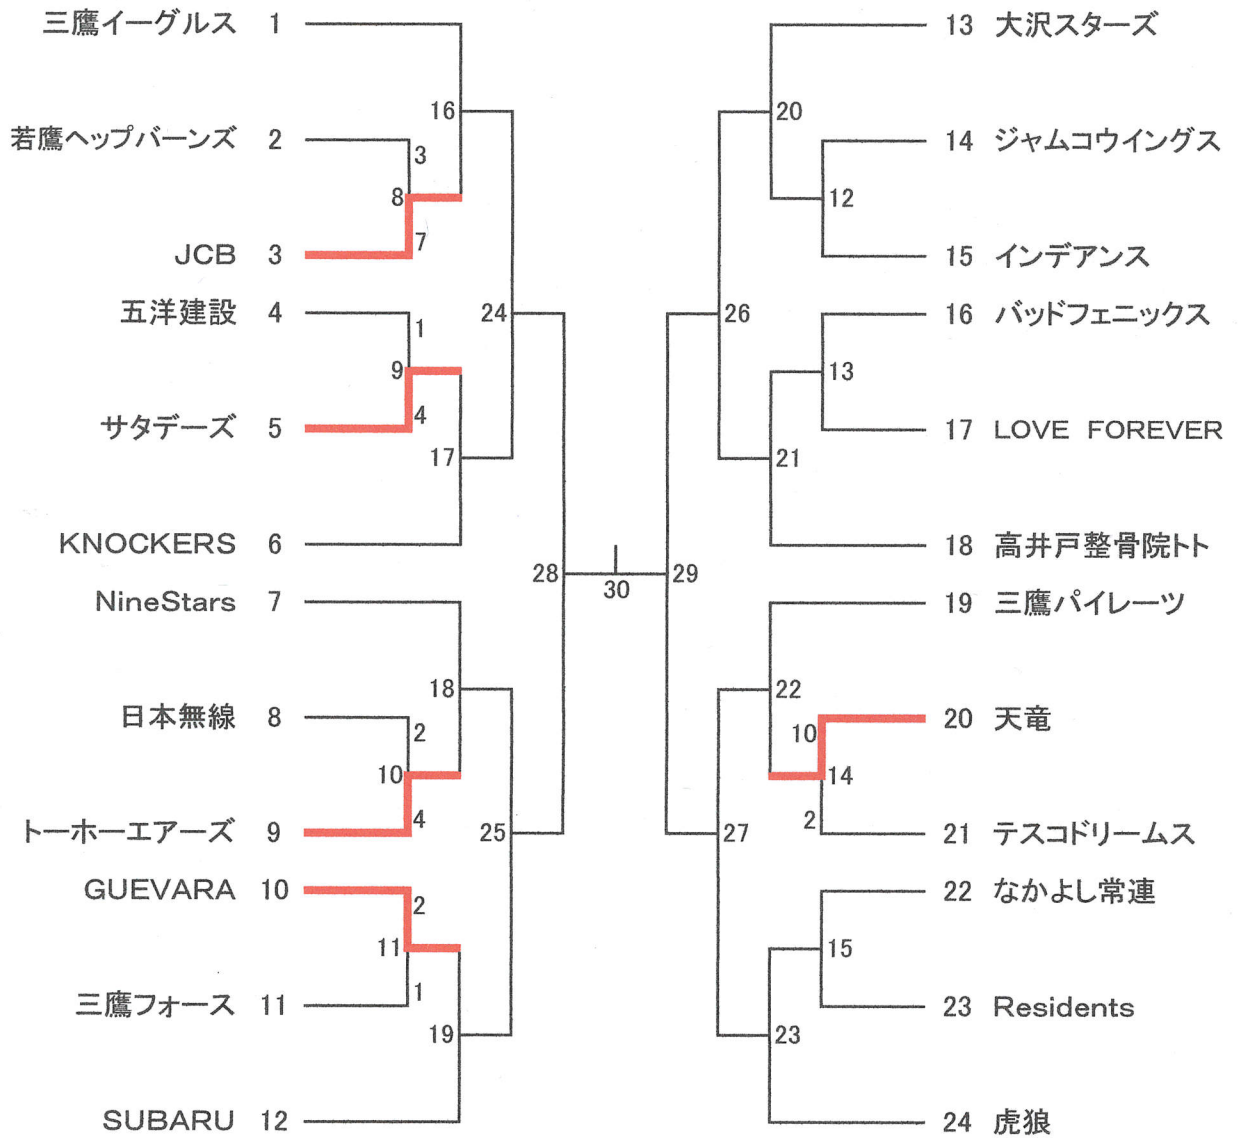 三鷹イーグルス 1
16
若鷹ヘップバーンズ 2
3
8
7
JCB 3
五洋建設 4
24
1
9
サタデーズ 5
4
17
KNOCKERS 6
28
NineStars 7
18
日本無線 8
2
10
トーホーエアーズ 9
4
25
GUEVARA 10
2
11
三鷹フォース 11
1
19
SUBARU 12
30
13 大沢スターズ
20
14 ジャムコウイングス
12
15 インデアンス
26
16 バッドフェニックス
13
17 LOVE FOREVER
21
18 高井戸整骨院トト
29
19 三鷹パイレーツ
22
20 天竜
10
14
2
21 テスコドリームス
27
22 なかよし常連
15
23 Residents
23
24 虎狼